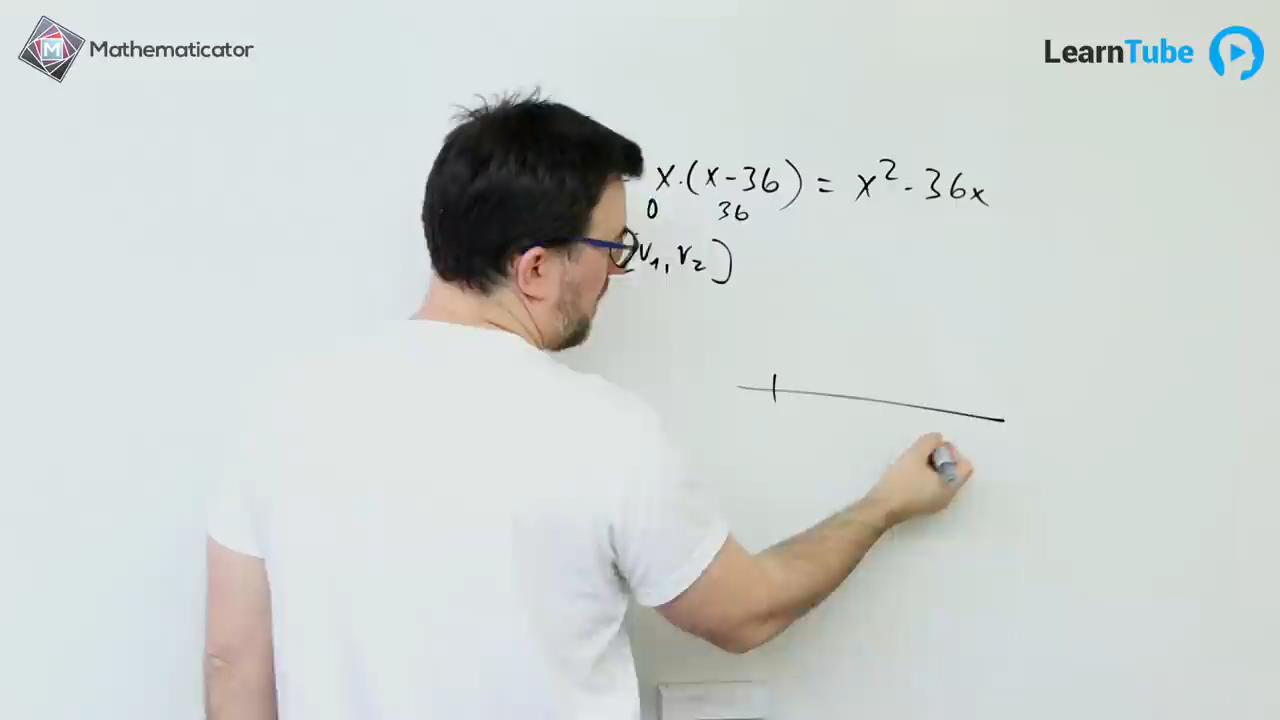 Mathematicator
LearnTube
x·(x-36) = x²-36x
0 36
[v₁, v₂]